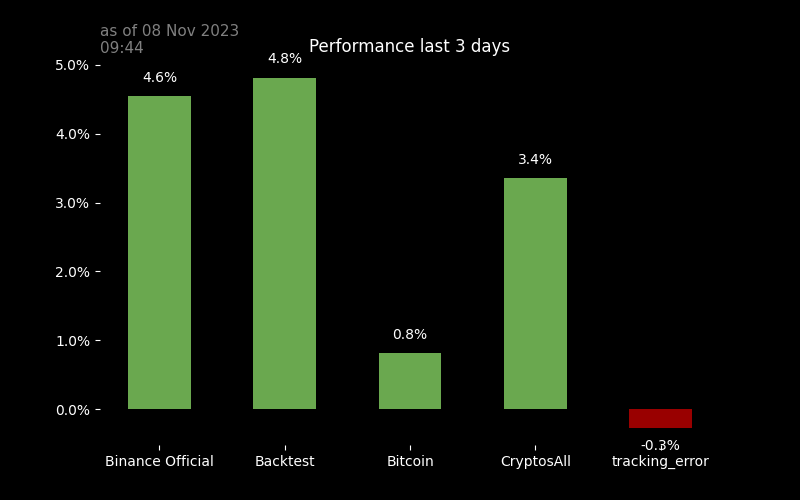 as of 08 Nov 2023
09:44
Performance last 3 days
5.0%
4.0%
3.0%
2.0%
1.0%
0.0%
4.6%
4.8%
0.8%
3.4%
-0.3%
Binance Official
Backtest
Bitcoin
CryptosAll
tracking_error